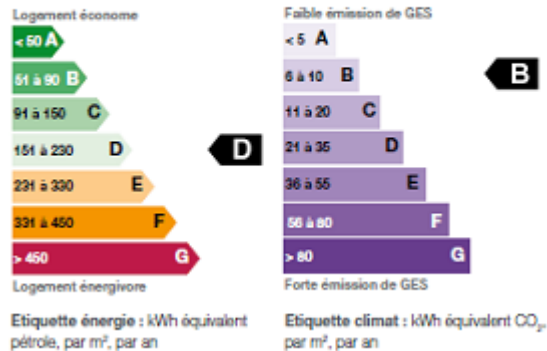 Logement économe
< 50 A
51 à 90 B
91 à 150 C
151 à 230 D
D
231 à 330 E
331 à 450 F
> 450 G
Logement énergivore
Etiquette énergie : kWh équivalent
pétrole, par m², par an
Faible émission de GES
< 5 A
6 à 10 B
B
11 à 20 C
21 à 35 D
36 à 55 E
56 à 80 F
> 80 G
Forte émission de GES
Etiquette climat : kWh équivalent CO₂,
par m², par an